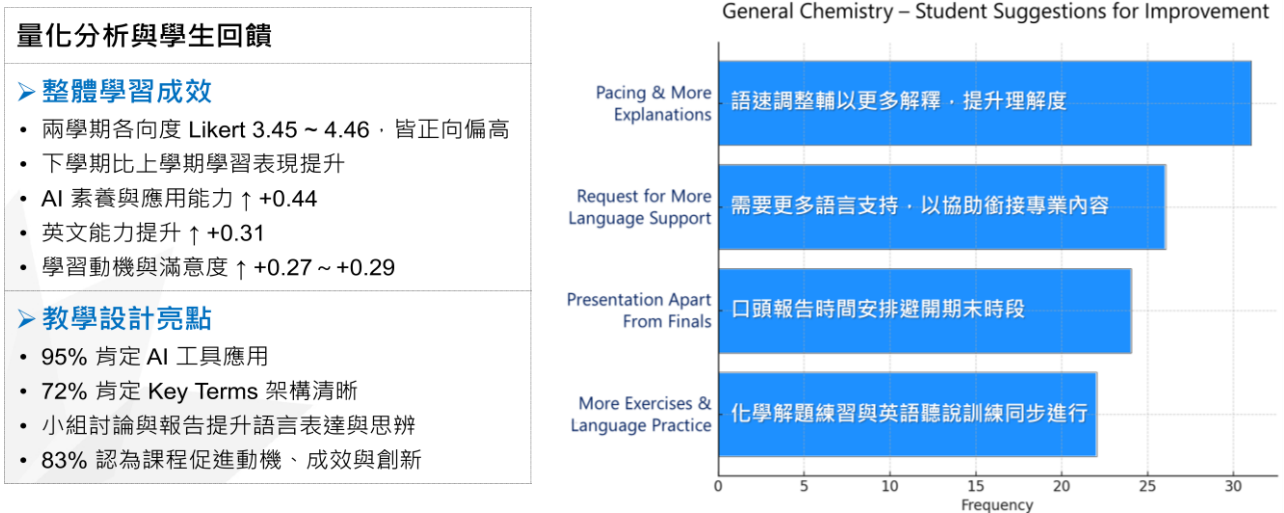 量化分析與學生回饋
➢整體學習成效
• 兩學期各向度 Likert 3.45 ~ 4.46，皆正向偏高
• 下學期比上學期學習表現提升
• AI 素養與應用能力 ↑ +0.44
• 英文能力提升 ↑ +0.31
• 學習動機與滿意度 ↑ +0.27 ~ +0.29
➢教學設計亮點
• 95% 肯定 AI 工具應用
• 72% 肯定 Key Terms 架構清晰
• 小組討論與報告提升語言表達與思辨
• 83% 認為課程促進動機、成效與創新
General Chemistry – Student Suggestions for Improvement
Pacing & More
Explanations
語速調整輔以更多解釋，提升理解度
Request for More
Language Support
需要更多語言支持，以協助銜接專業內容
Presentation Apart
From Finals
口頭報告時間安排避開期末時段
More Exercises &
Language Practice
化學解題練習與英語聽說訓練同步進行
0 5 10 15 20 25 30
Frequency